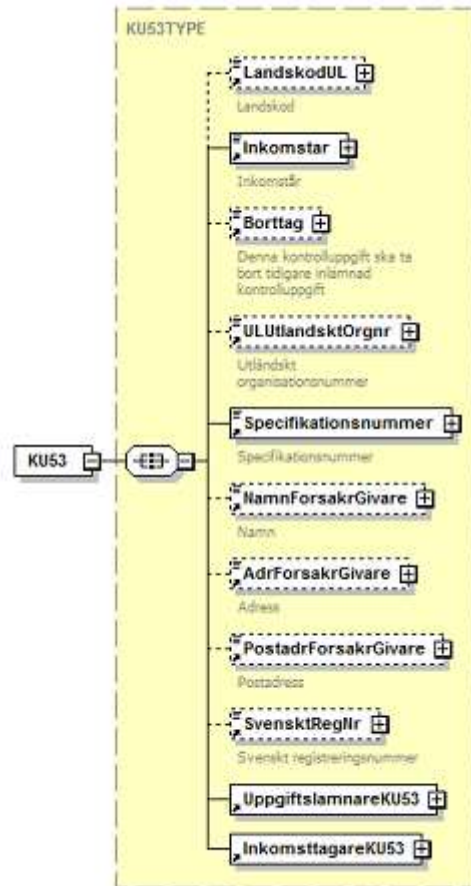 KU53TYPE
LandskodUL
Landskod
Inkomstar
Inkomstår
Borttag
Denna kontrolluppgift ska ta
bort tidigare inlämnad
kontrolluppgift
ULUtlandsktOrgnr
Utländskt
organisationsnummer
Specifikationsnummer
Specifikationsnummer
KU53
NamnForsakrGivare
Namn
AdrForsakrGivare
Adress
PostadrForsakrGivare
Postadress
SvensktRegNr
Svenskt registreringsnummer
UppgiftslamnareKU53
InkomsttagareKU53